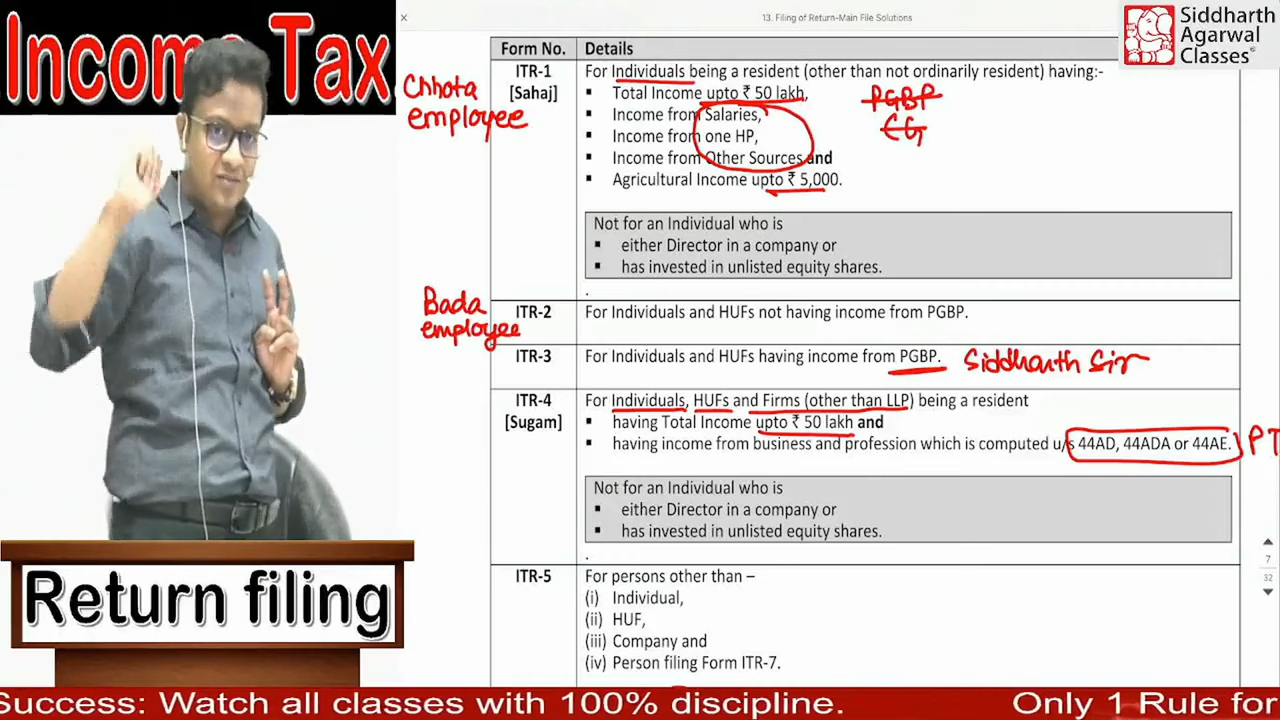 Income Tax
13. Filing of Return-Main File Solutions
Siddharth
Agarwal
Classes
Form No. Details
ITR-1 For Individuals being a resident (other than not ordinarily resident) having:-
[Sahaj] ▪ Total Income upto ₹ 50 lakh,
▪ Income from Salaries,
▪ Income from one HP,
▪ Income from Other Sources and
▪ Agricultural Income upto ₹ 5,000.
Chhota
employee
PGBP
CG
Not for an Individual who is
▪ either Director in a company or
▪ has invested in unlisted equity shares.
.
Bada
employee
ITR-2 For Individuals and HUFs not having income from PGBP.
ITR-3 For Individuals and HUFs having income from PGBP. Siddharth Sir
ITR-4 For Individuals, HUFs and Firms (other than LLP) being a resident
[Sugam] ▪ having Total Income upto ₹ 50 lakh and
▪ having income from business and profession which is computed u/s 44AD, 44ADA or 44AE. PT
Not for an Individual who is
▪ either Director in a company or
▪ has invested in unlisted equity shares.
.
ITR-5 For persons other than –
(i) Individual,
(ii) HUF,
(iii) Company and
(iv) Person filing Form ITR-7.
7
32
Return filing
Success: Watch all classes with 100% discipline. Only 1 Rule for